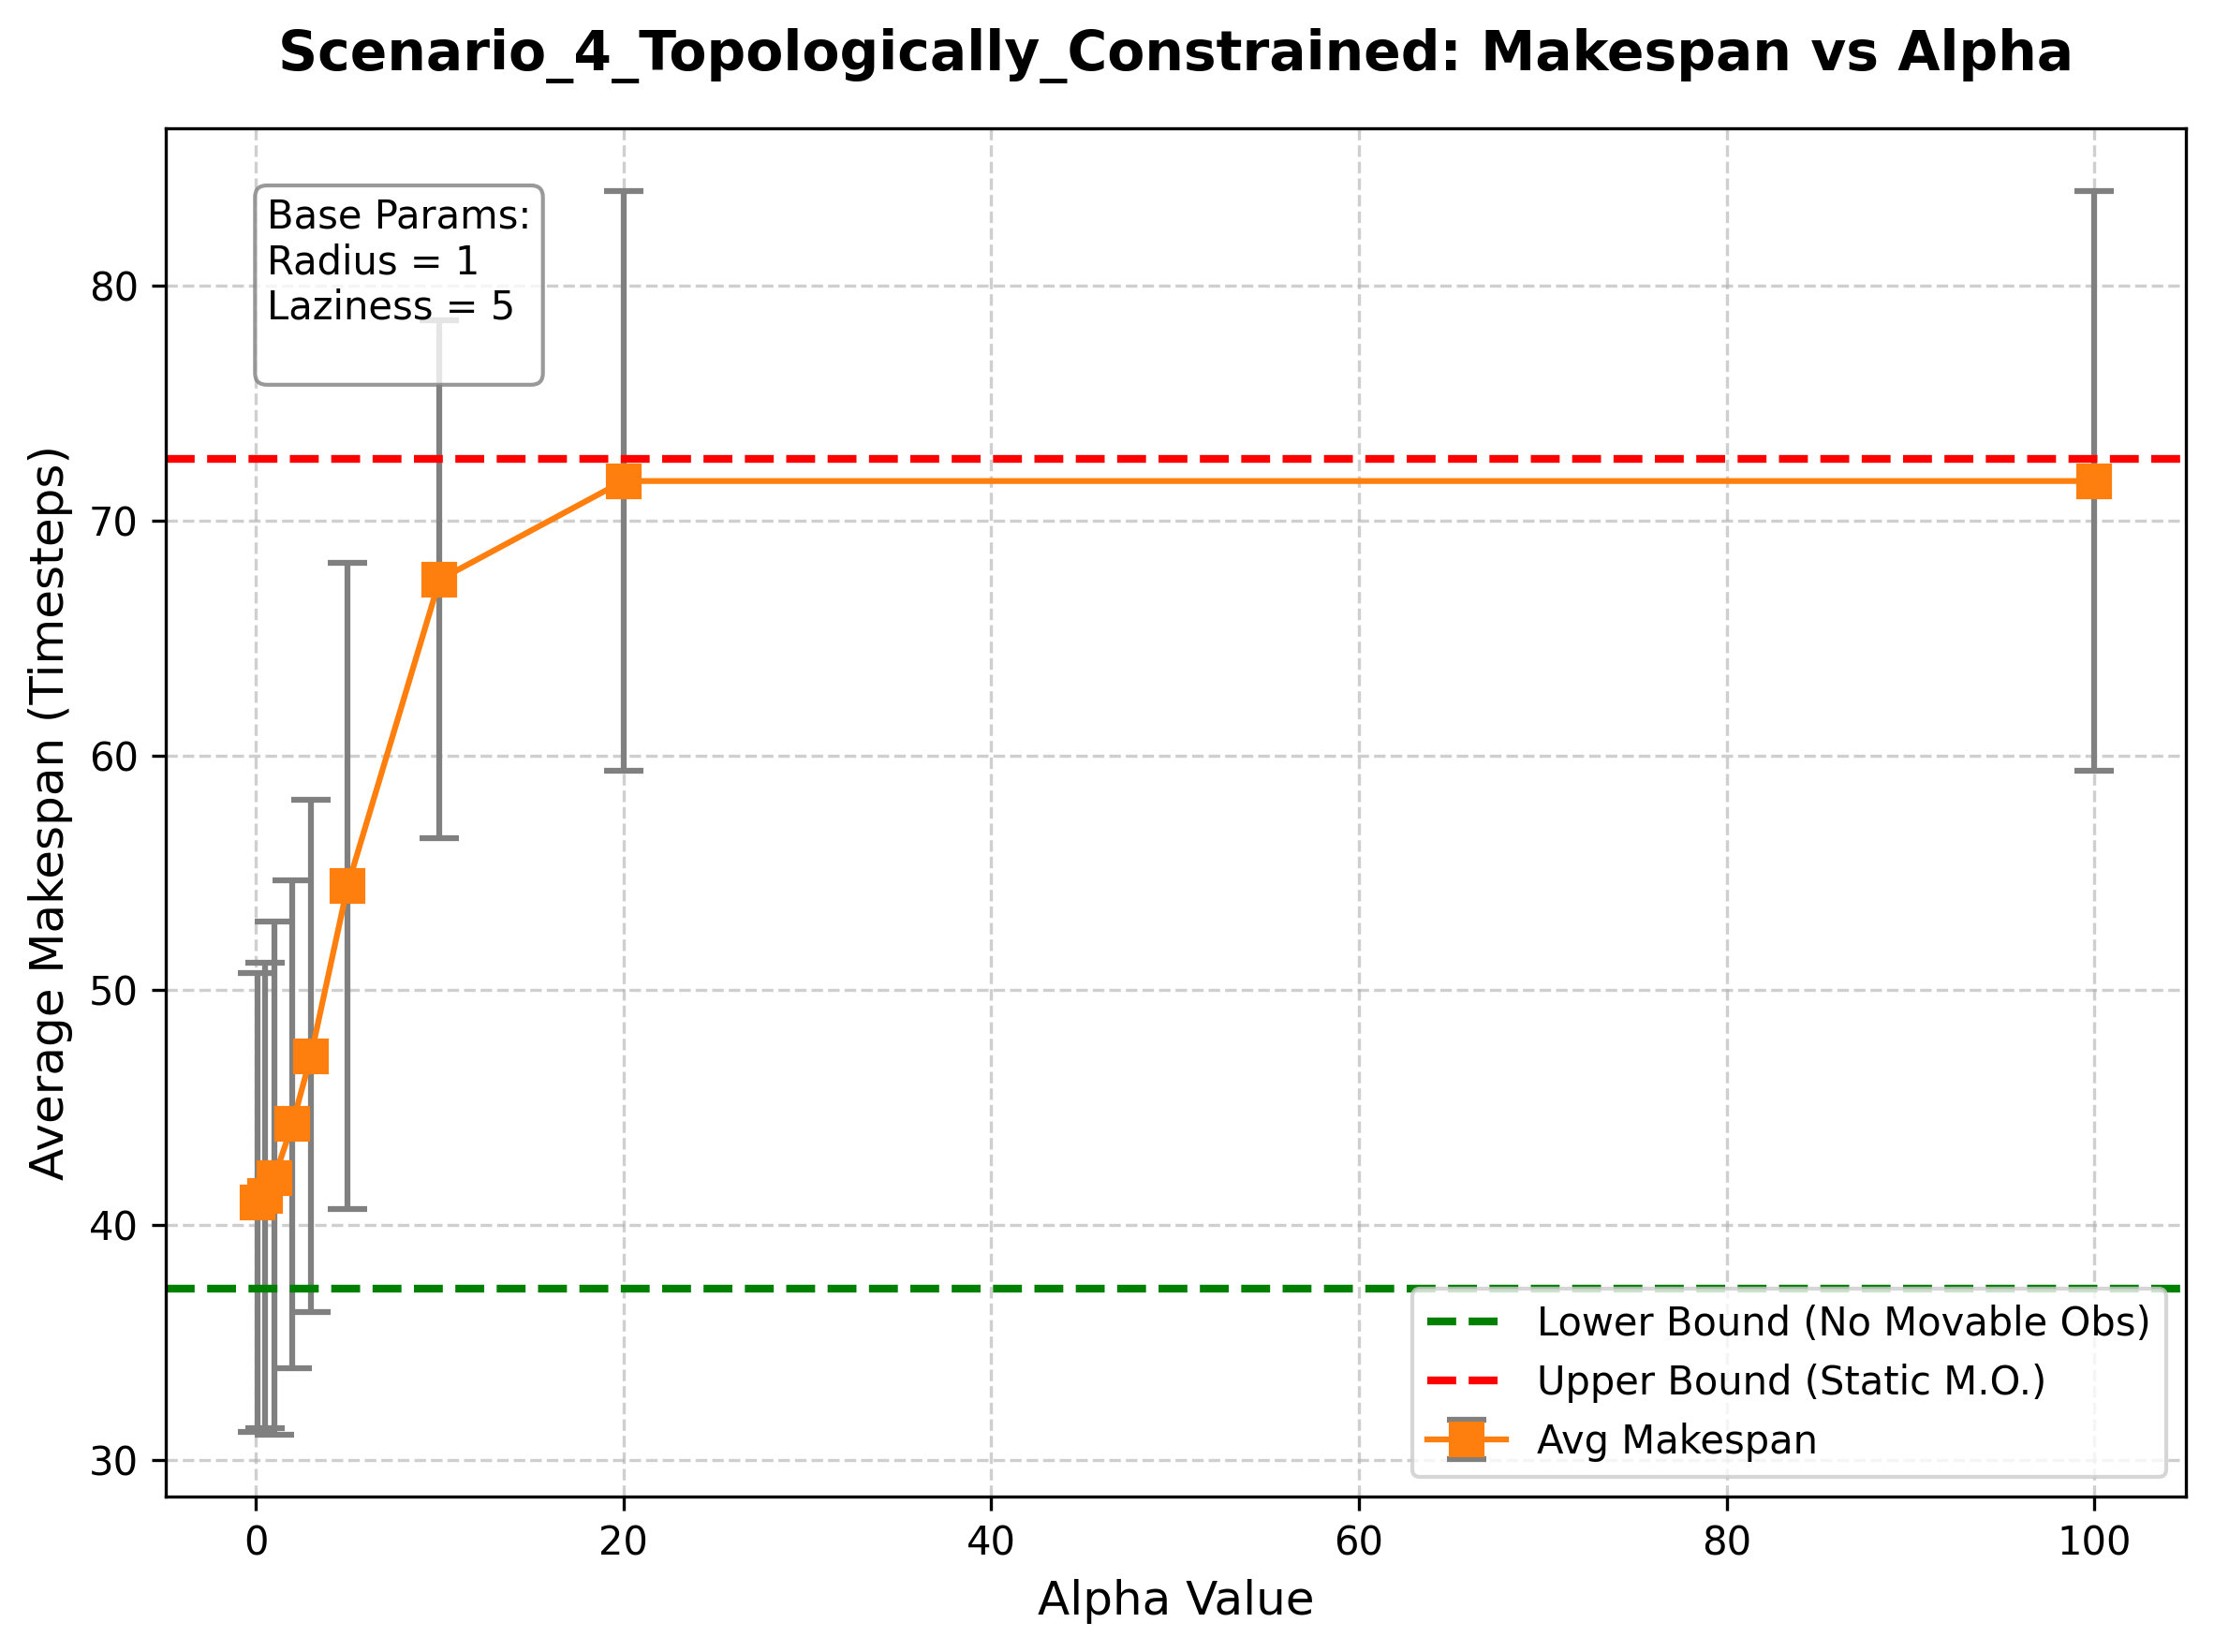 Scenario_4_Topologically_Constrained: Makespan vs Alpha
Base Params:
Radius = 1
Laziness = 5
Average Makespan (Timesteps)
80
70
60
50
40
30
Lower Bound (No Movable Obs)
Upper Bound (Static M.O.)
Avg Makespan
0 20 40 60 80 100
Alpha Value